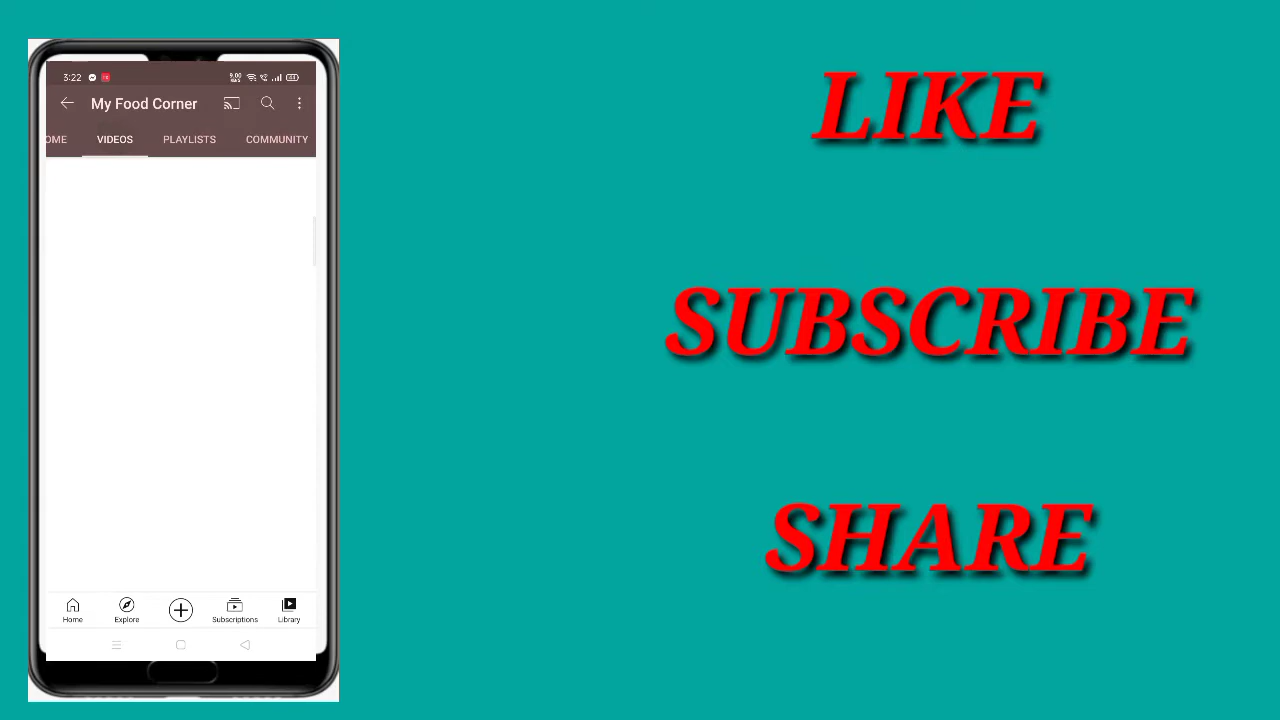 3:22
My Food Corner
OME VIDEOS PLAYLISTS COMMUNITY
Home Explore Subscriptions Library
LIKE
SUBSCRIBE
SHARE